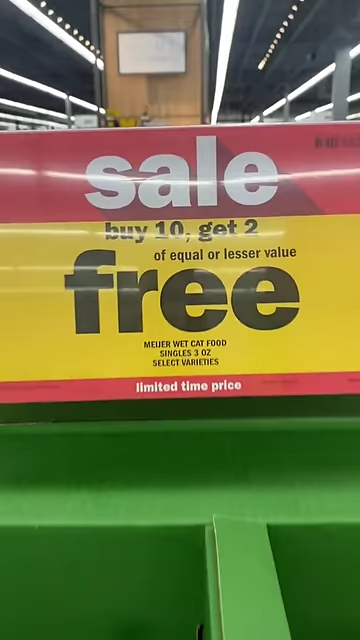 sale
buy 10, get 2
of equal or lesser value
free
MEIJER WET CAT FOOD
SINGLES 3 OZ
SELECT VARIETIES
limited time price